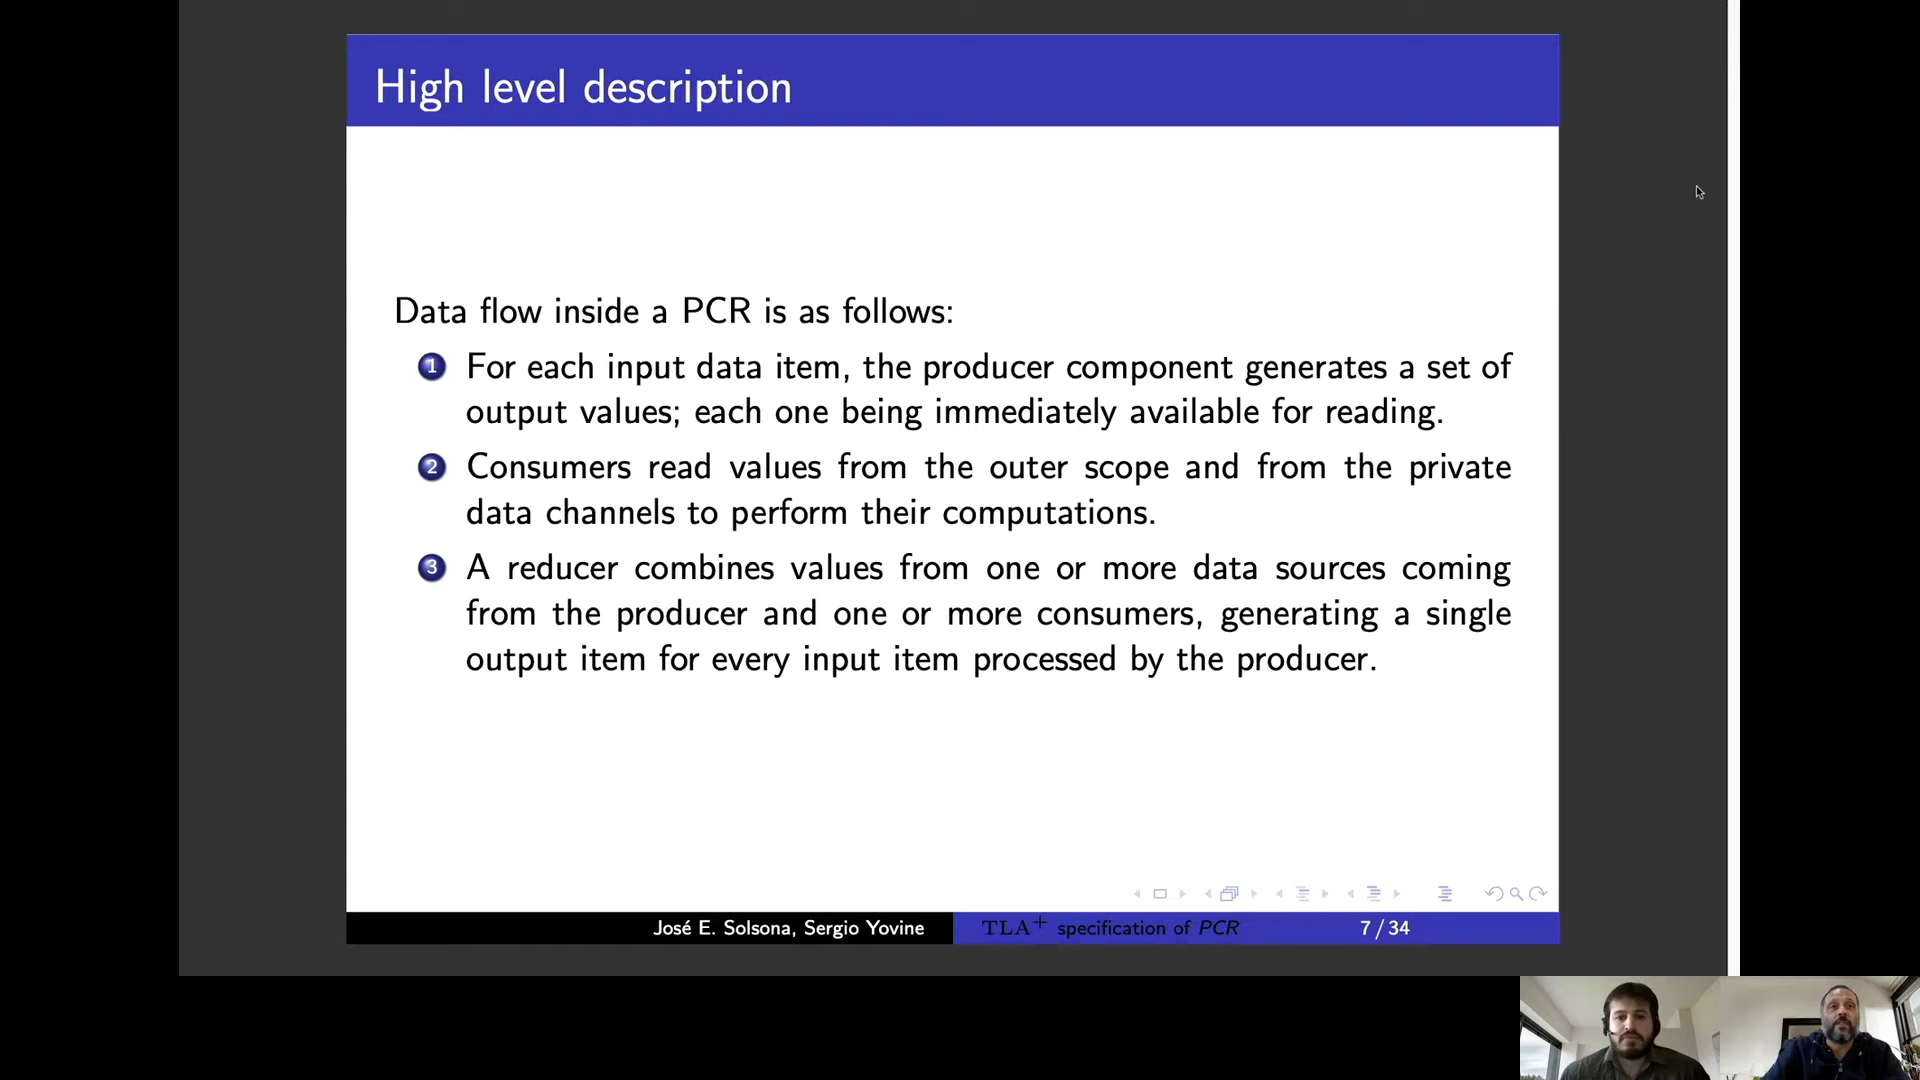 High level description
Data flow inside a PCR is as follows:
1 For each input data item, the producer component generates a set of
output values; each one being immediately available for reading.
2 Consumers read values from the outer scope and from the private
data channels to perform their computations.
3 A reducer combines values from one or more data sources coming
from the producer and one or more consumers, generating a single
output item for every input item processed by the producer.
José E. Solsona, Sergio Yovine TLA+ specification of PCR 7 / 34